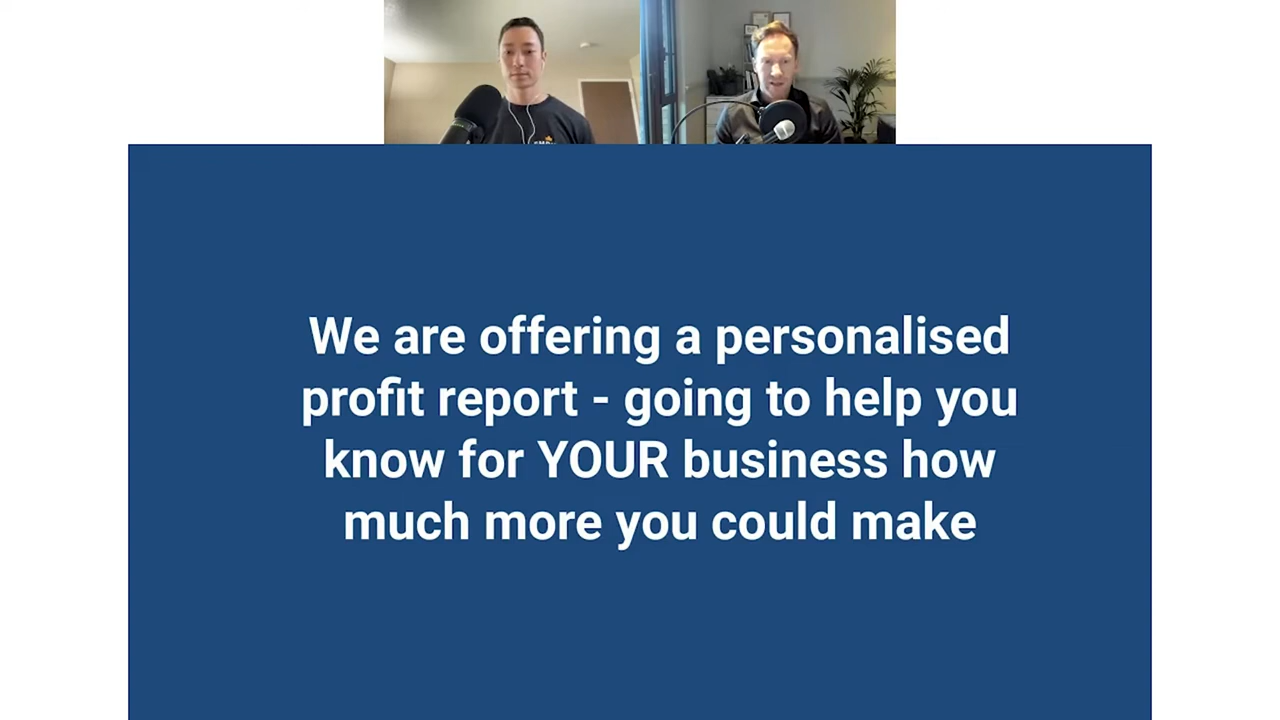 We are offering a personalised
profit report - going to help you
know for YOUR business how
much more you could make